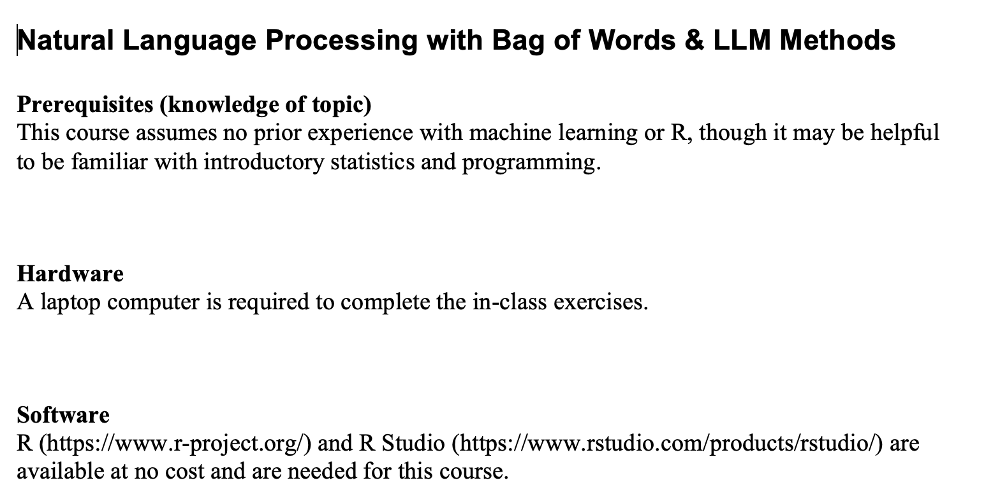 Natural Language Processing with Bag of Words & LLM Methods
Prerequisites (knowledge of topic)
This course assumes no prior experience with machine learning or R, though it may be helpful
to be familiar with introductory statistics and programming.
Hardware
A laptop computer is required to complete the in-class exercises.
Software
R (https://www.r-project.org/) and R Studio (https://www.rstudio.com/products/rstudio/) are
available at no cost and are needed for this course.